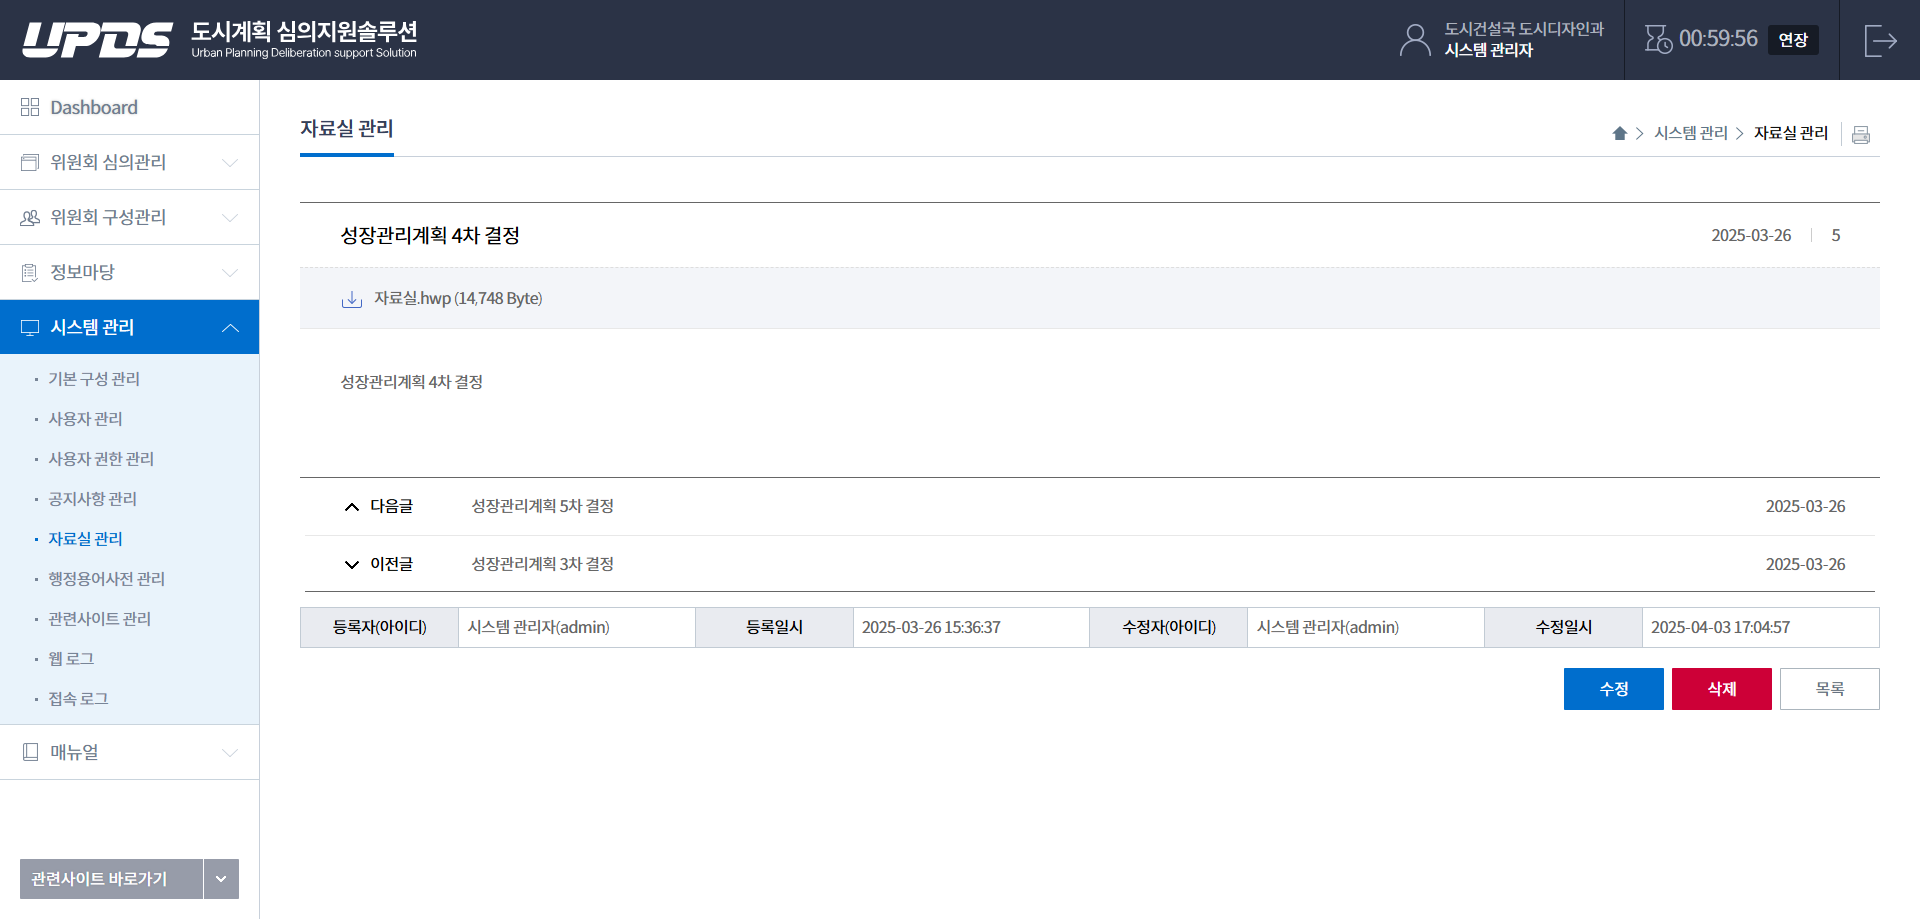 UPDS 도시계획 심의지원솔루션
Urban Planning Deliberation support Solution
도시건설국 도시디자인과
시스템 관리자
00:59:56 연장
Dashboard
위원회 심의관리
위원회 구성관리
정보마당
시스템 관리
기본 구성 관리
사용자 관리
사용자 권한 관리
공지사항 관리
자료실 관리
행정용어사전 관리
관련사이트 관리
웹 로그
접속 로그
매뉴얼
관련사이트 바로가기
자료실 관리
시스템 관리 자료실 관리
성장관리계획 4차 결정 2025-03-26 5
자료실.hwp (14,748 Byte)
성장관리계획 4차 결정
다음글 성장관리계획 5차 결정 2025-03-26
이전글 성장관리계획 3차 결정 2025-03-26
등록자(아이디) 시스템 관리자(admin) 등록일시 2025-03-26 15:36:37 수정자(아이디) 시스템 관리자(admin) 수정일시 2025-04-03 17:04:57
수정 삭제 목록